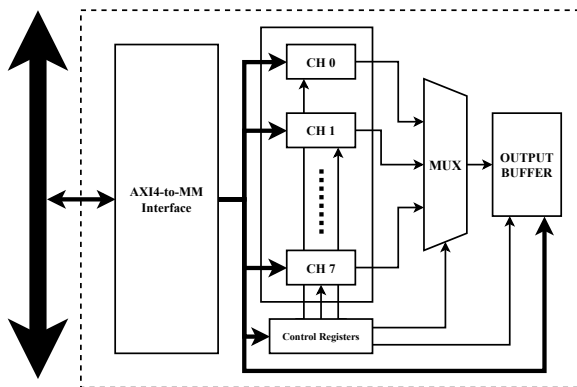 CH 0
CH 1
AXI4-to-MM
Interface
MUX
OUTPUT
BUFFER
CH 7
Control Registers